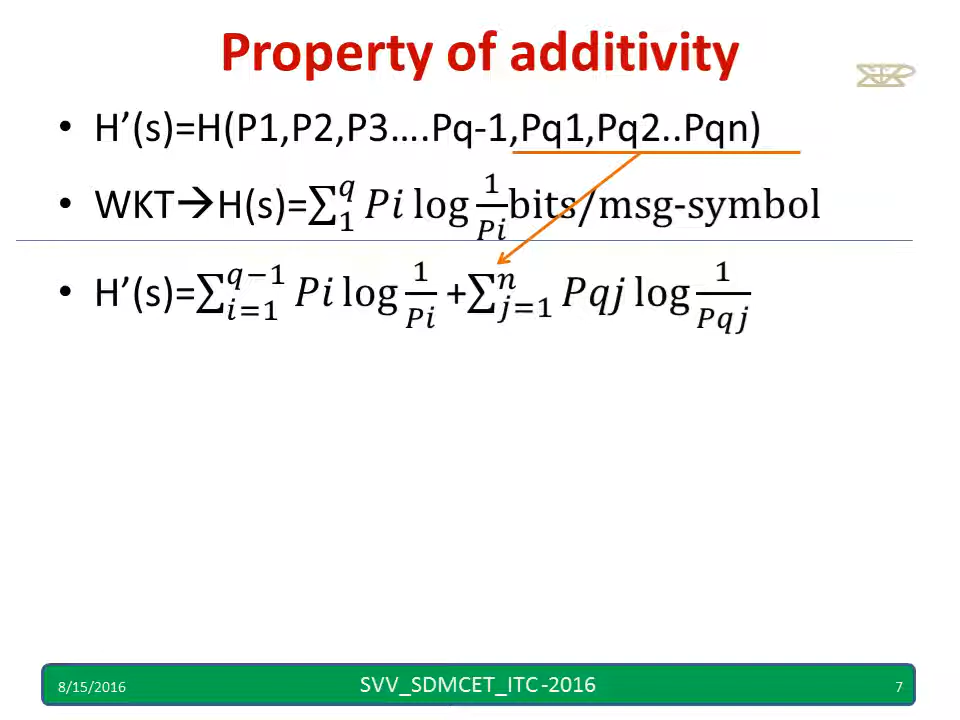 Property of additivity
• H’(s)=H(P1,P2,P3….Pq-1,Pq1,Pq2..Pqn)
• WKT➔H(s)=∑_1^q Pi log 1/Pi bits/msg-symbol
• H’(s)=∑_{i=1}^{q−1} Pi log 1/Pi +∑_{j=1}^n Pqj log 1/Pqj
8/15/2016 SVV_SDMCET_ITC-2016 7